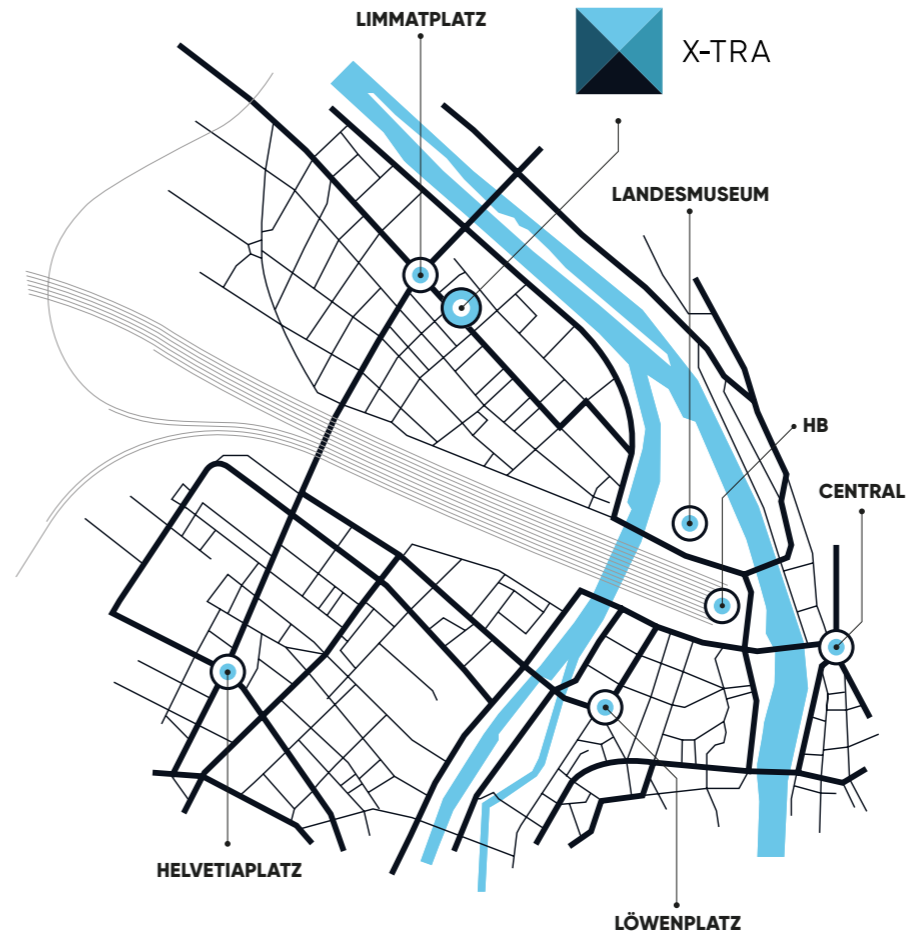 LIMMATPLATZ
X-TRA
LANDESMUSEUM
HB
CENTRAL
HELVETIAPLATZ
LÖWENPLATZ